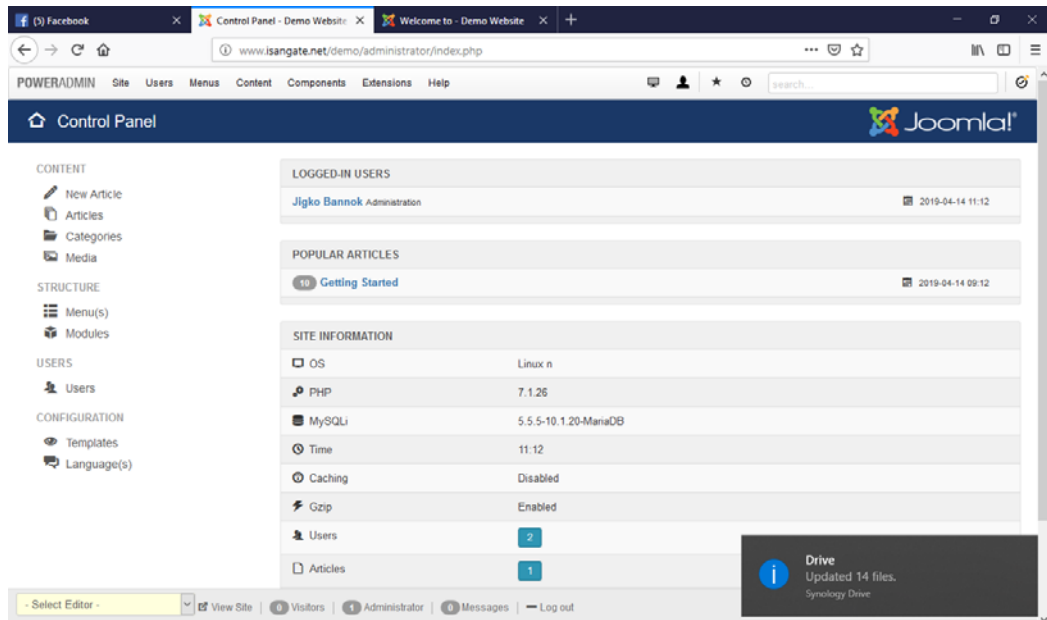 (5) Facebook
Control Panel - Demo Website
Welcome to - Demo Website
www.isangate.net/demo/administrator/index.php
POWERADMIN Site Users Menus Content Components Extensions Help
search...
Control Panel
Joomla!
CONTENT
New Article
Articles
Categories
Media
STRUCTURE
Menu(s)
Modules
USERS
Users
CONFIGURATION
Templates
Language(s)
LOGGED-IN USERS
Jigko Bannok Administration 2019-04-14 11:12
POPULAR ARTICLES
10 Getting Started 2019-04-14 09:12
SITE INFORMATION
OS Linux n
PHP 7.1.26
MySQLi 5.5.5-10.1.20-MariaDB
Time 11:12
Caching Disabled
Gzip Enabled
Users 2
Articles 1
Drive
Updated 14 files.
Synology Drive
- Select Editor - View Site | 0 Visitors | 1 Administrator | 0 Messages | Log out